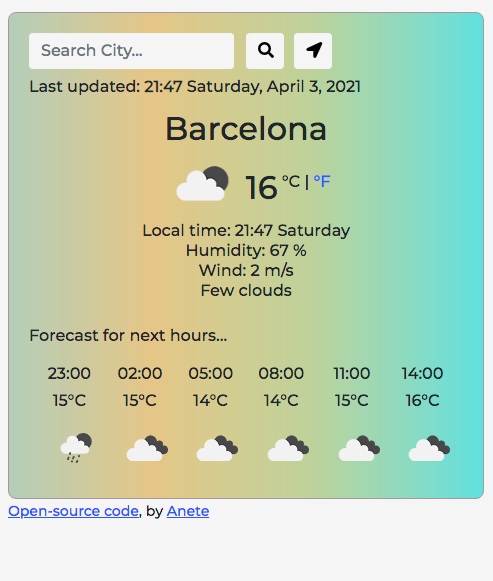 Search City...
Last updated: 21:47 Saturday, April 3, 2021
Barcelona
16 °C | °F
Local time: 21:47 Saturday
Humidity: 67 %
Wind: 2 m/s
Few clouds
Forecast for next hours...
23:00 02:00 05:00 08:00 11:00 14:00
15°C 15°C 14°C 14°C 15°C 16°C
Open-source code, by Anete